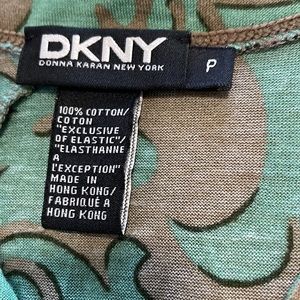 DKNY
DONNA KARAN NEW YORK
P
100% COTTON/
COTON
"EXCLUSIVE
OF ELASTIC"/
"ELASTHANNE
A
L'EXCEPTION"
MADE IN
HONG KONG/
FABRIQUÉ À
HONG KONG